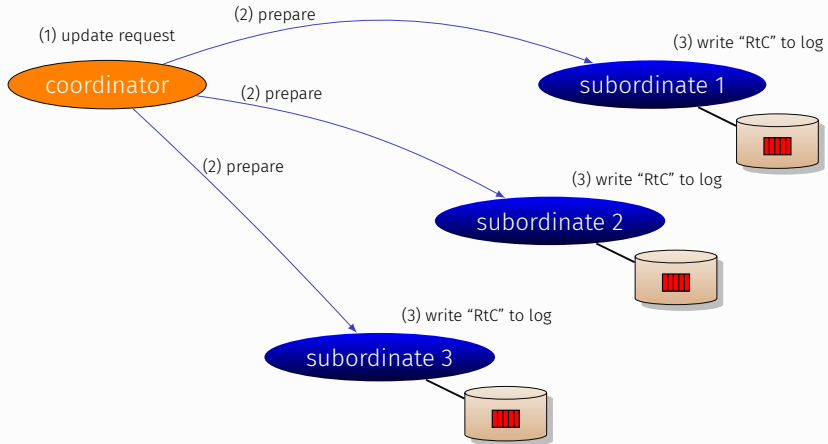 (2) prepare
(1) update request
(3) write “RtC” to log
coordinator
subordinate 1
(2) prepare
(2) prepare
(3) write “RtC” to log
subordinate 2
(3) write “RtC” to log
subordinate 3